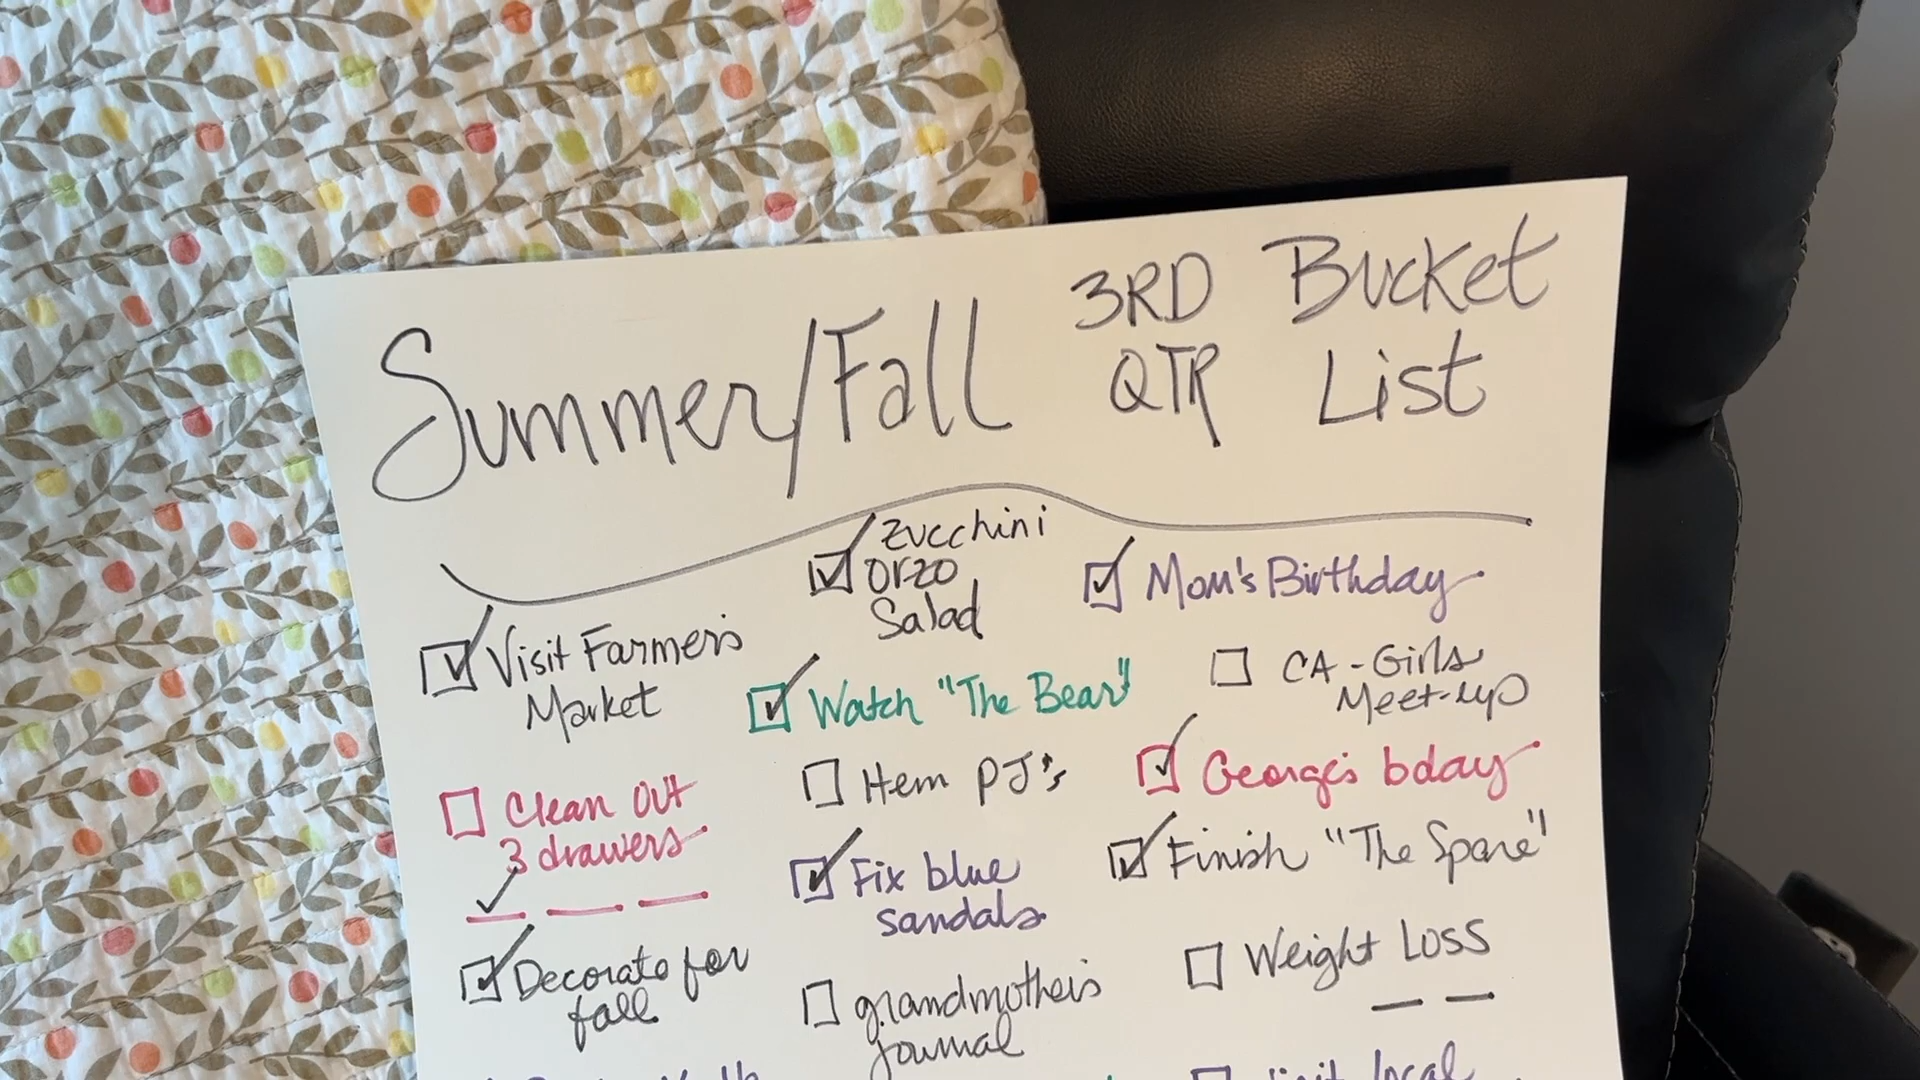 Summer/Fall
3RD
QTR
Bucket
List
☑ Visit Farmer's
Market
☐ Clean out
3 drawers
✓ _ _ _
☑ Decorate for
fall
☑ Zucchini
Orzo
Salad
☑ Watch "The Bear"
☐ Hem PJ's
☑ Fix blue
sandals
☐ grandmother's
journal
☑ Mom's Birthday
☐ CA - Girls
Meet-up
☑ George's bday
☑ Finish "The Spare"
☐ Weight Loss
_ _
☐ Visit local